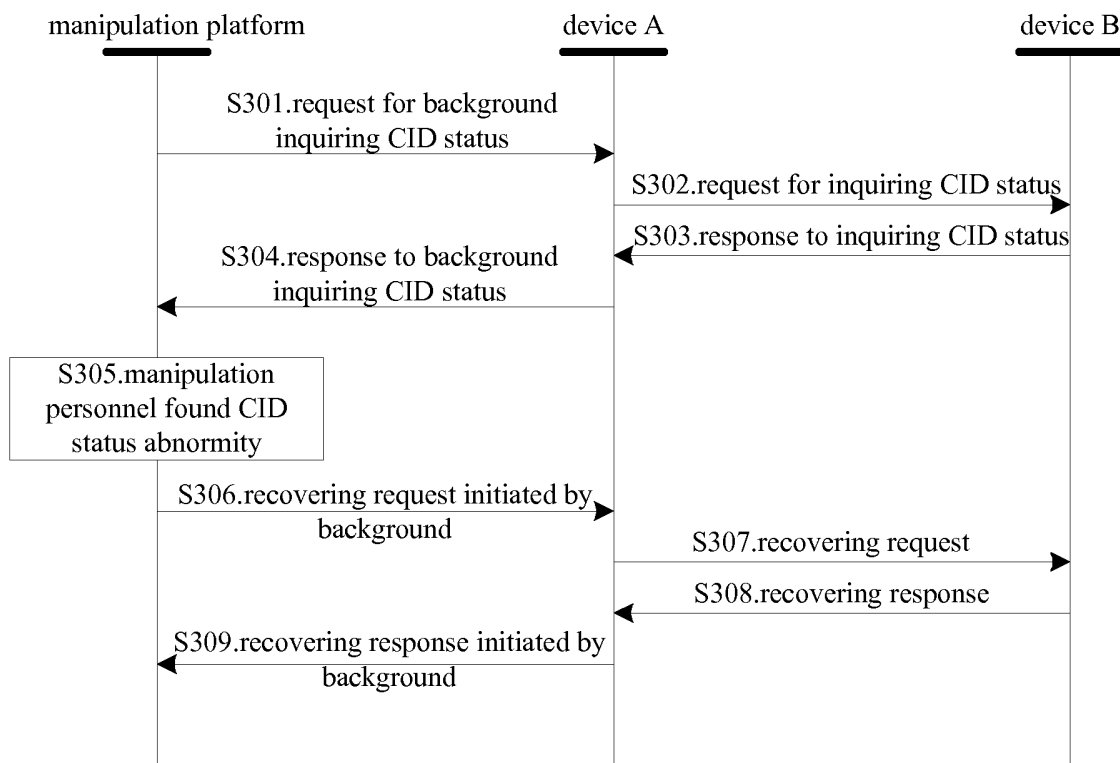 manipulation platform
device A
device B
S301.request for background
inquiring CID status
S302.request for inquiring CID status
S303.response to inquiring CID status
S304.response to background
inquiring CID status
S305.manipulation
personnel found CID
status abnormity
S306.recovering request initiated by
background
S307.recovering request
S308.recovering response
S309.recovering response initiated by
background